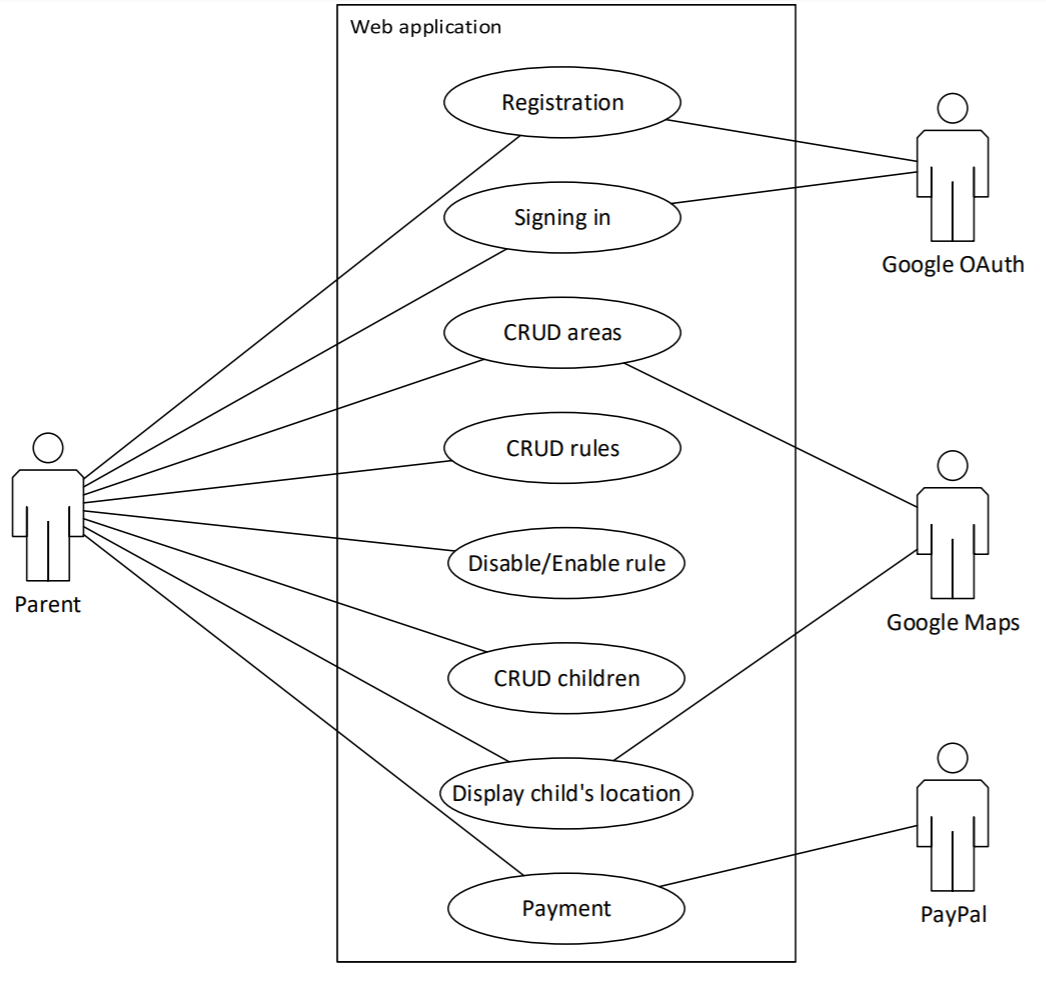 Web application
Registration
Signing in
Google OAuth
CRUD areas
CRUD rules
Disable/Enable rule
Parent
Google Maps
CRUD children
Display child's location
Payment
PayPal